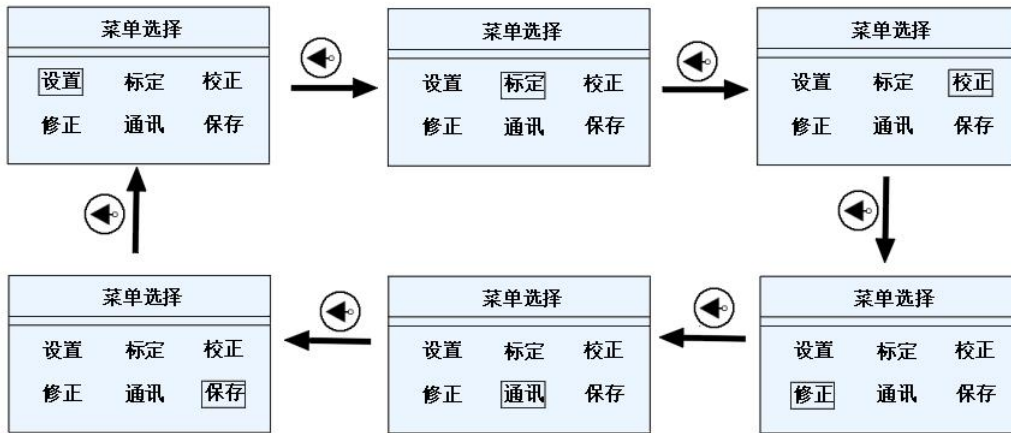 菜单选择
设置 标定 校正
修正 通讯 保存
菜单选择
设置 标定 校正
修正 通讯 保存
菜单选择
设置 标定 校正
修正 通讯 保存
菜单选择
设置 标定 校正
修正 通讯 保存
菜单选择
设置 标定 校正
修正 通讯 保存
菜单选择
设置 标定 校正
修正 通讯 保存